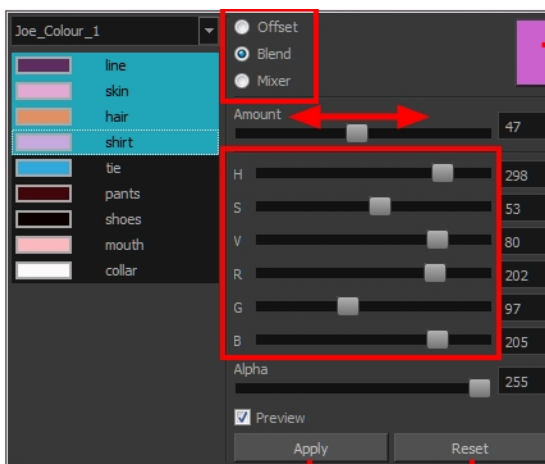 Joe_Colour_1
line
skin
hair
shirt
tie
pants
shoes
mouth
collar
Offset
Blend
Mixer
Amount
47
H 298
S 53
V 80
R 202
G 97
B 205
Alpha
255
Preview
Apply Reset